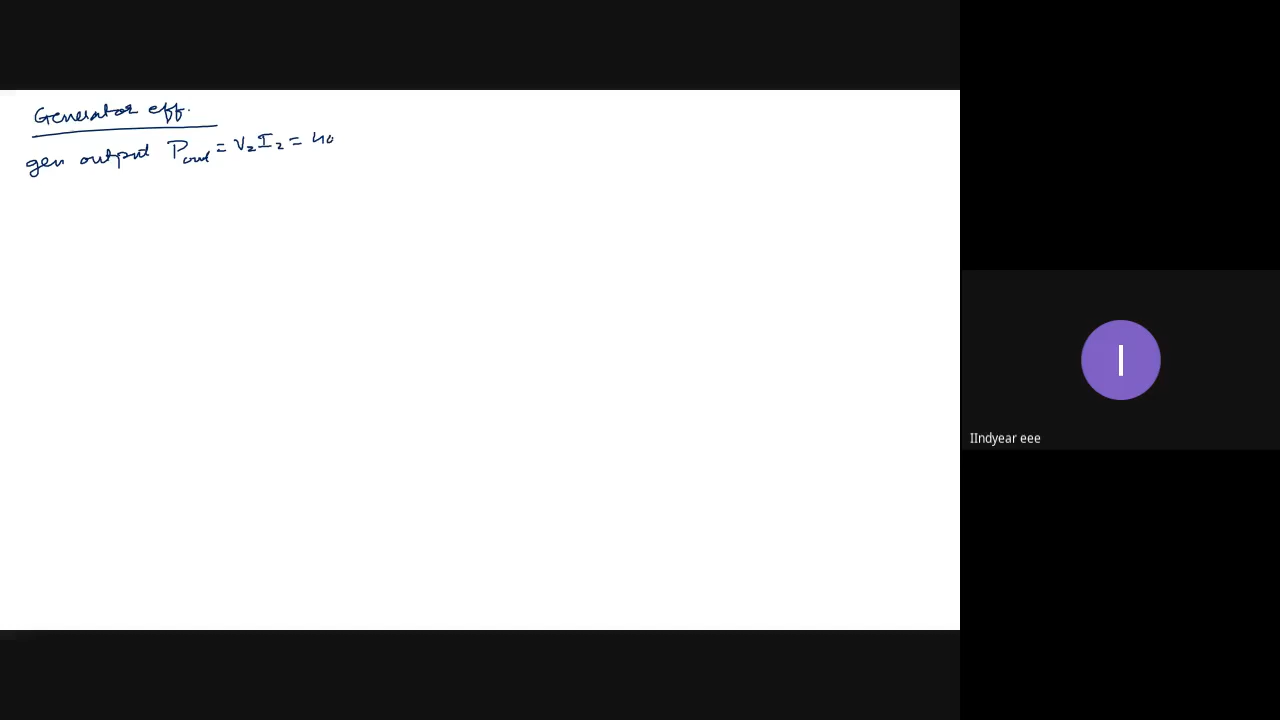 Generator eff.
gen output Pout = V₂I₂ = 40
IIndyear eee